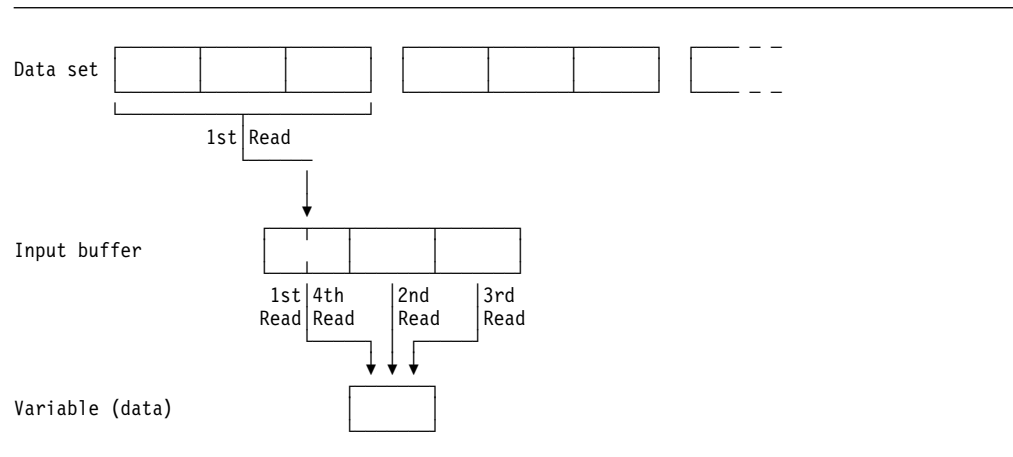 Data set
1st Read
Input buffer
1st 4th 2nd 3rd
Read Read Read Read
Variable (data)